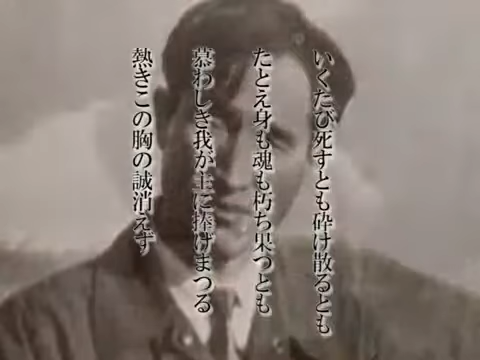 いくたび死すとも砕け散るとも
たとえ身も魂も朽ち果つとも
慕わしき我が主に捧げまつる
熱きこの胸の誠消えず